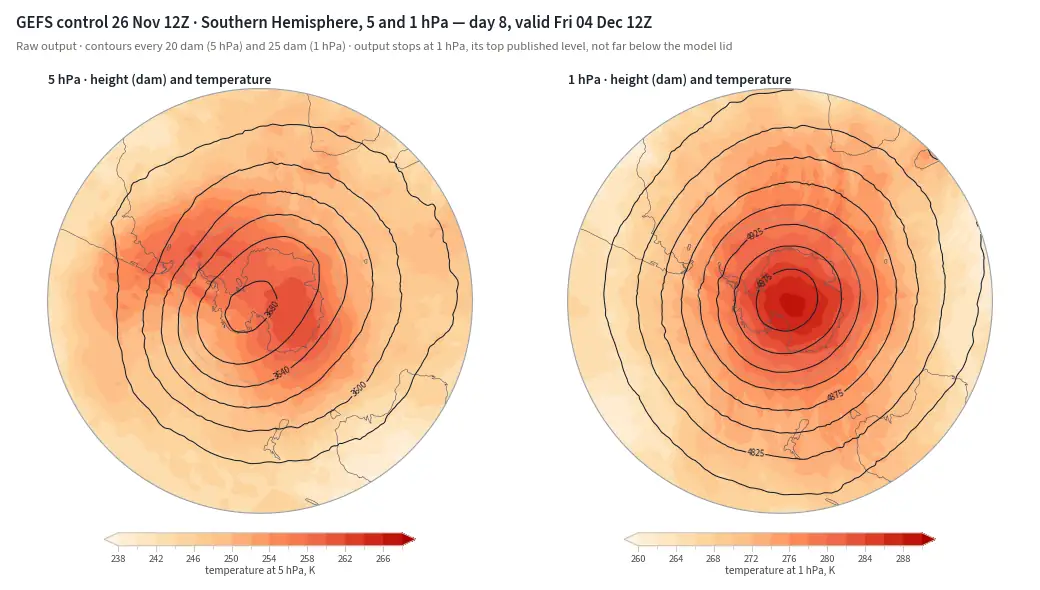 GEFS control 26 Nov 12Z · Southern Hemisphere, 5 and 1 hPa — day 8, valid Fri 04 Dec 12Z
Raw output · contours every 20 dam (5 hPa) and 25 dam (1 hPa) · output stops at 1 hPa, its top published level, not far below the model lid
5 hPa · height (dam) and temperature
3680
3640
3600
238 242 246 250 254 258 262 266
temperature at 5 hPa, K
1 hPa · height (dam) and temperature
4925
4975
4875
4825
260 264 268 272 276 280 284 288
temperature at 1 hPa, K